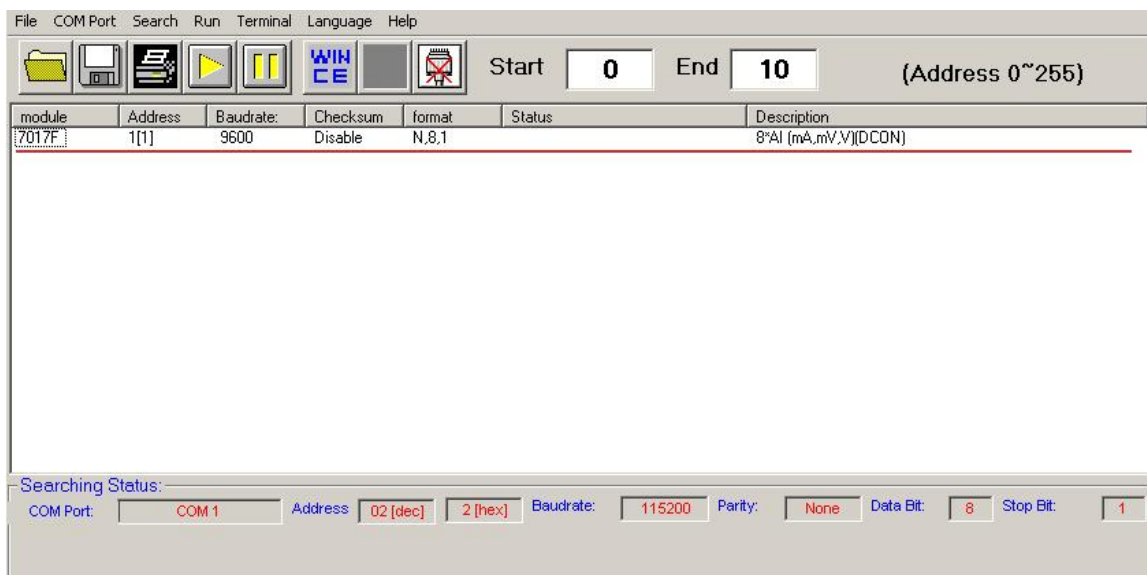 File COM Port Search Run Terminal Language Help
WIN CE Start 0 End 10 (Address 0~255)
module Address Baudrate: Checksum format Status Description
7017F 1[1] 9600 Disable N,8,1 8*AI (mA,mV,V)(DCON)
Searching Status:
COM Port: COM 1 Address 02 [dec] 2 [hex] Baudrate: 115200 Parity: None Data Bit: 8 Stop Bit: 1